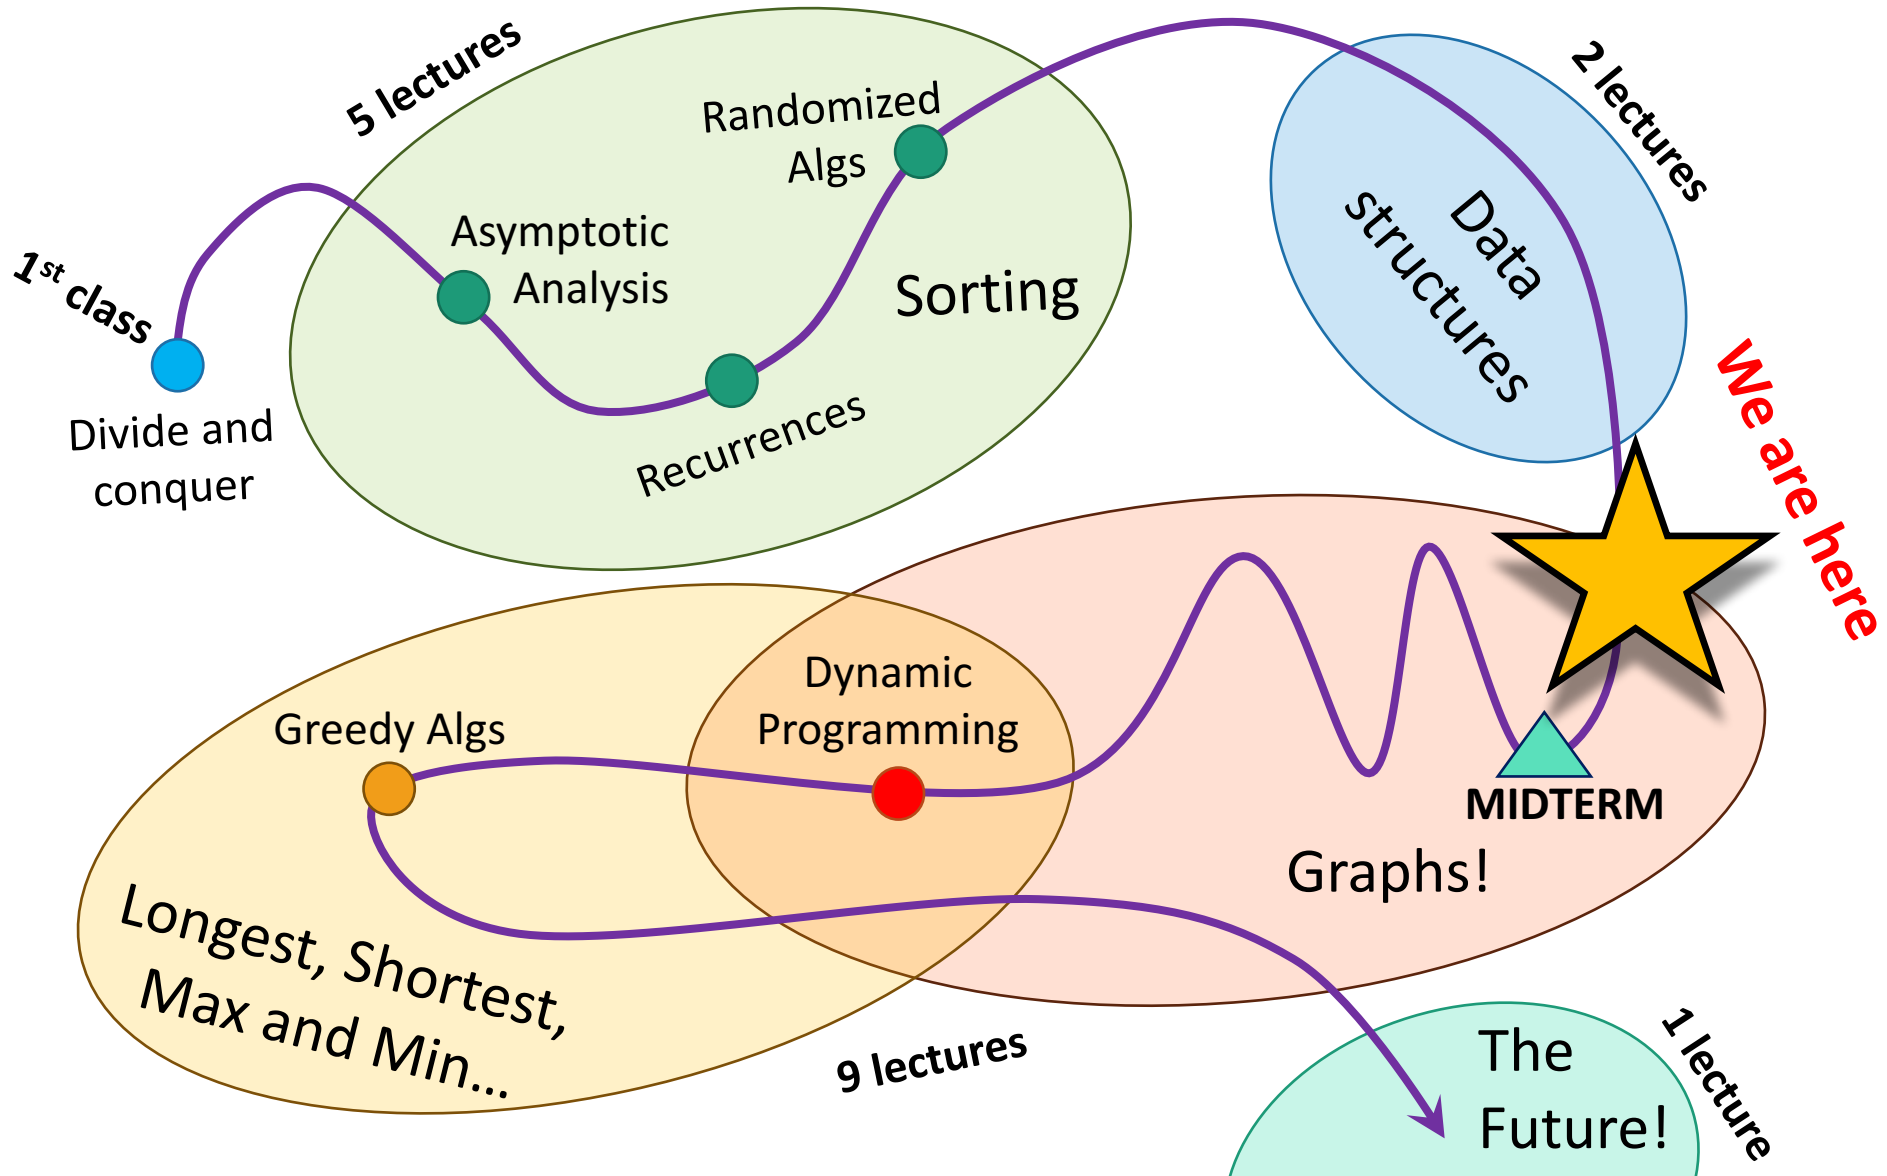 5 lectures
2 lectures
Randomized
Algs
Asymptotic
Analysis
Sorting
Data
structures
1st class
Divide and
conquer
Recurrences
We are here
Dynamic
Programming
Greedy Algs
MIDTERM
Graphs!
Longest, Shortest,
Max and Min...
9 lectures
1 lecture
The
Future!